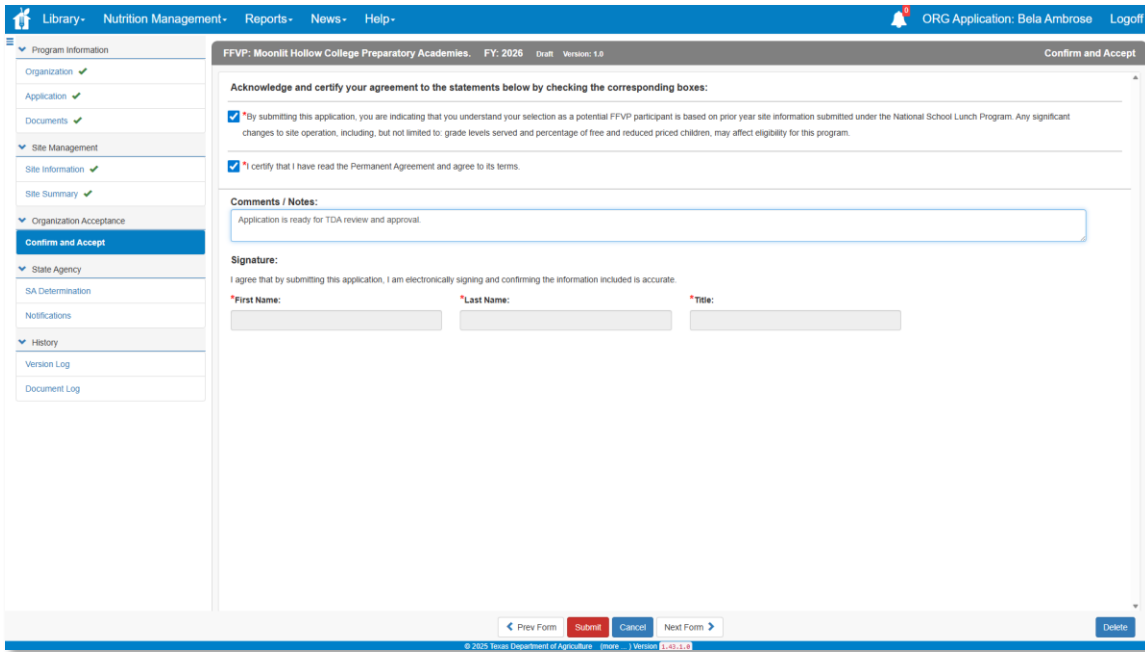 Library Nutrition Management Reports News Help 0 ORG Application: Bela Ambrose Logoff
Program Information
Organization
Application
Documents
Site Management
Site Information
Site Summary
Organization Acceptance
Confirm and Accept
State Agency
SA Determination
Notifications
History
Version Log
Document Log
FFVP: Moonlit Hollow College Preparatory Academies. FY: 2026 Draft Version: 1.0 Confirm and Accept
Acknowledge and certify your agreement to the statements below by checking the corresponding boxes:
*By submitting this application, you are indicating that you understand your selection as a potential FFVP participant is based on prior year site information submitted under the National School Lunch Program. Any significant
changes to site operation, including, but not limited to: grade levels served and percentage of free and reduced priced children, may affect eligibility for this program.
*I certify that I have read the Permanent Agreement and agree to its terms.
Comments / Notes:
Application is ready for TDA review and approval.
Signature:
I agree that by submitting this application, I am electronically signing and confirming the information included is accurate.
*First Name: *Last Name: *Title:
Prev Form Submit Cancel Next Form Delete
© 2025 Texas Department of Agriculture (more ... ) Version 1.43.1.0